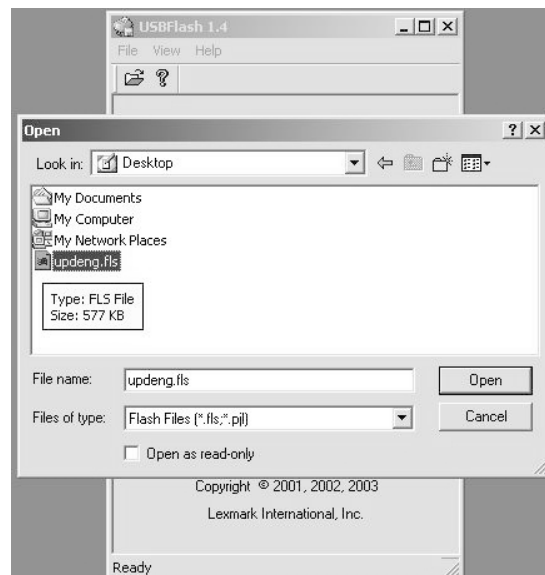 USBFlash 1.4
File View Help
Open
Look in: Desktop
My Documents
My Computer
My Network Places
updeng.fls
Type: FLS File
Size: 577 KB
File name: updeng.fls Open
Files of type: Flash Files (*.fls;*.pjl) Cancel
Open as read-only
Copyright © 2001, 2002, 2003
Lexmark International, Inc.
Ready